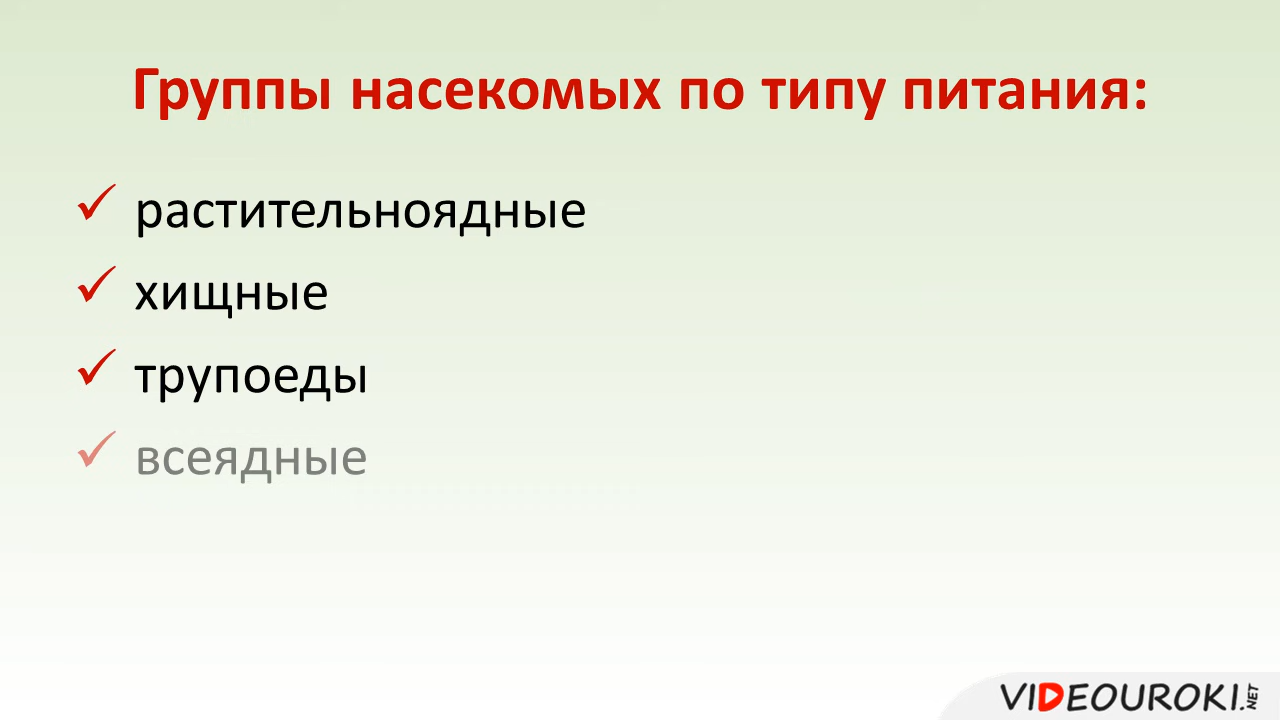 Группы насекомых по типу питания:
растительноядные
хищные
трупоеды
всеядные
VIDEOUROKI.NET